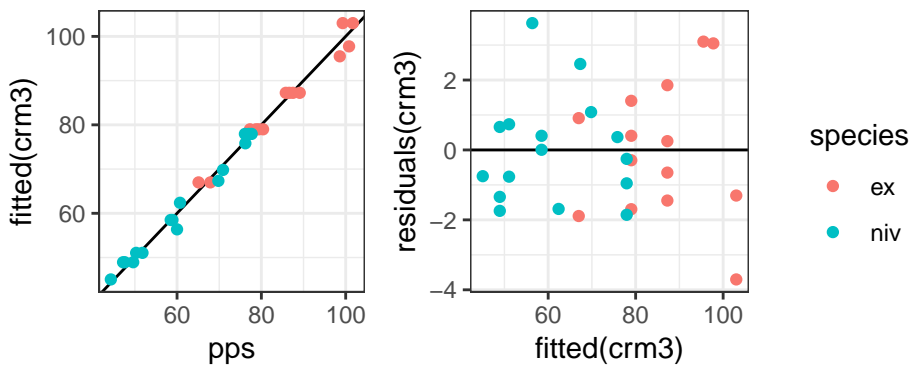 100
80
60
fitted(crm3)
60
80
100
pps
2
0
−2
−4
residuals(crm3)
60
80
100
fitted(crm3)
species
ex
niv